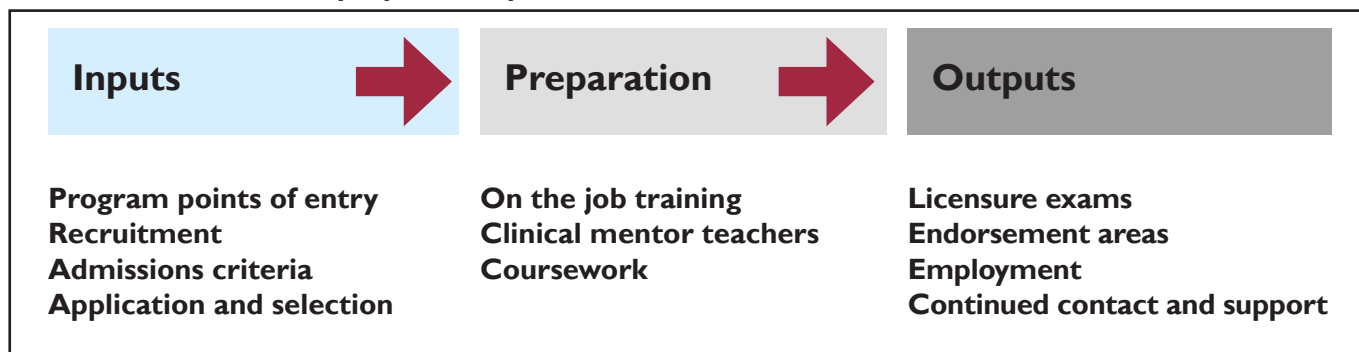 Inputs
Preparation
Outputs
Program points of entry
Recruitment
Admissions criteria
Application and selection
On the job training
Clinical mentor teachers
Coursework
Licensure exams
Endorsement areas
Employment
Continued contact and support